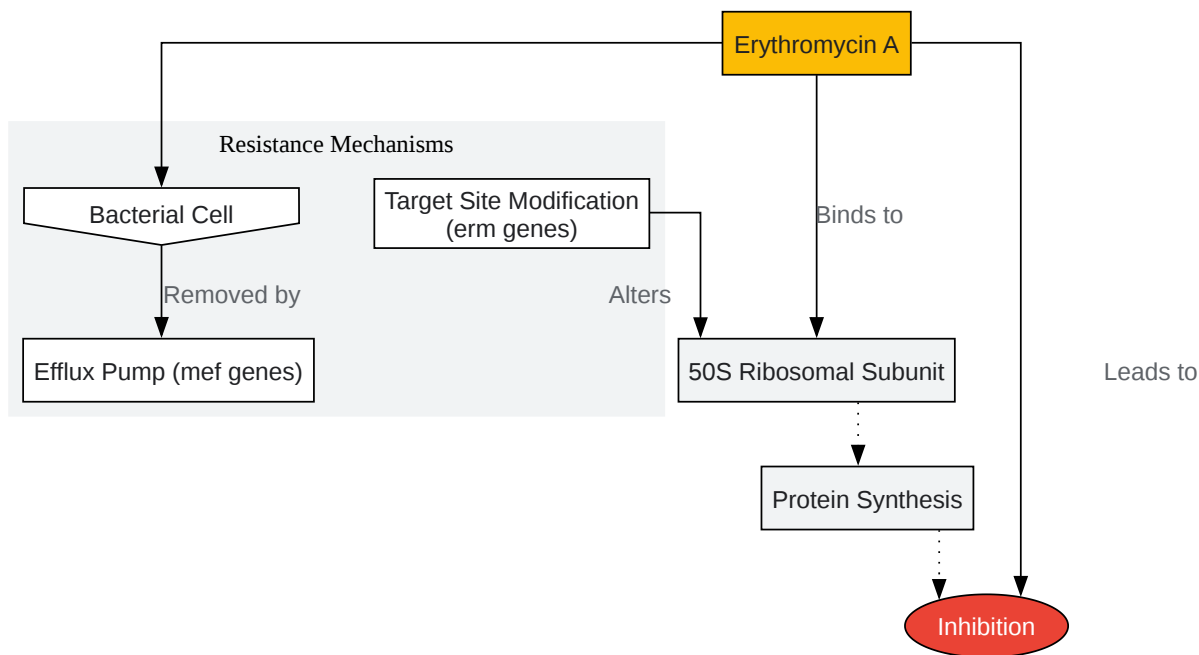 Erythromycin A
Resistance Mechanisms
Bacterial Cell
Target Site Modification
(erm genes)
Binds to
Removed by
Alters
Efflux Pump (mef genes)
50S Ribosomal Subunit
Leads to
Protein Synthesis
Inhibition